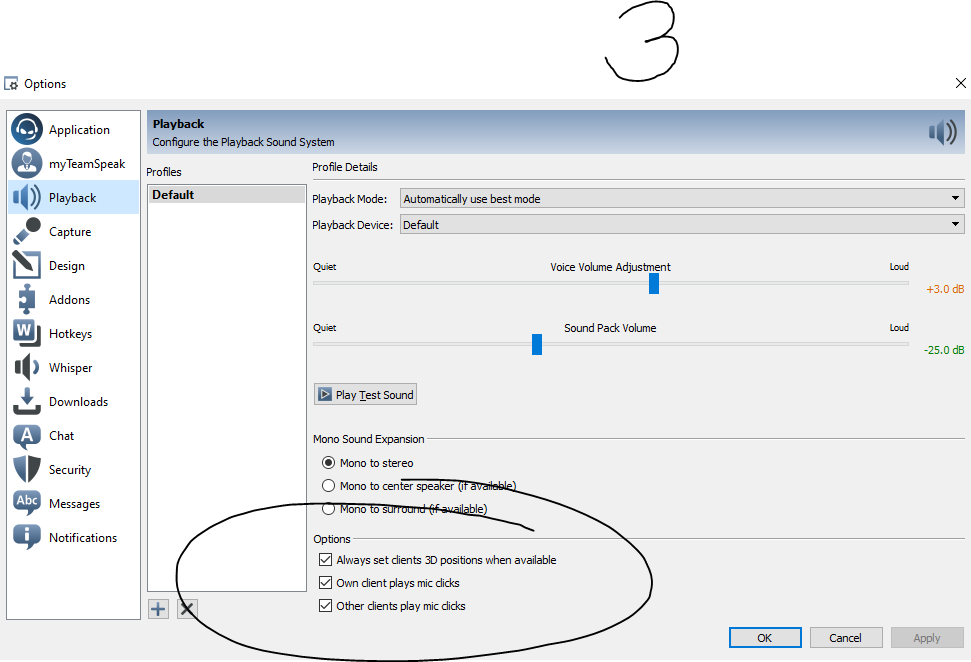 3
Options
Application
myTeamSpeak
Playback
Capture
Design
Addons
Hotkeys
Whisper
Downloads
Chat
Security
Messages
Notifications
Playback
Configure the Playback Sound System
Profiles
Default
Profile Details
Playback Mode: Automatically use best mode
Playback Device: Default
Quiet Voice Volume Adjustment Loud
+3.0 dB
Quiet Sound Pack Volume Loud
-25.0 dB
Play Test Sound
Mono Sound Expansion
Mono to stereo
Mono to center speaker (if available)
Mono to surround (if available)
Options
Always set clients 3D positions when available
Own client plays mic clicks
Other clients play mic clicks
OK Cancel Apply